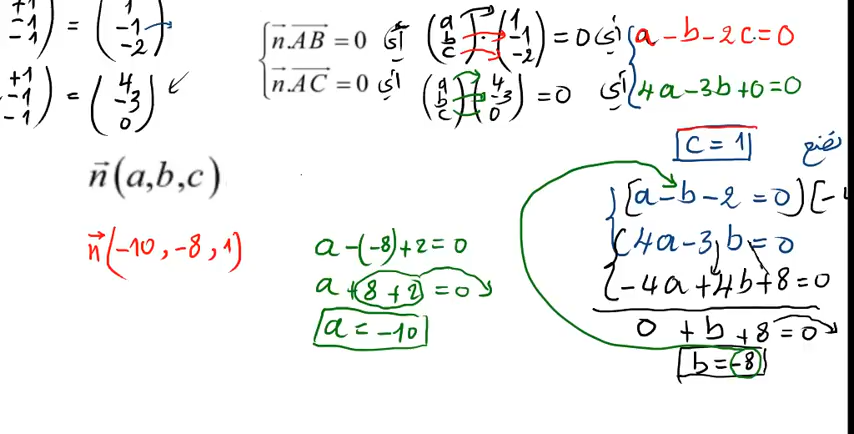 +1 -1 -1 ) = ( 1 -1 -2 )
n⃗.AB⃗ = 0 أي (a b c) . (1 -1 -2) = 0 أي a - b - 2c = 0
+1 -1 -1 ) = ( 4 -3 0 )
n⃗.AC⃗ = 0 أي (a b c) (4 -3 0) = 0 أي 4a - 3b + 0 = 0
c = 1 نضع
n⃗(a,b,c)
(a - b - 2 = 0)(-4
n⃗(-10, -8, 1)
a - (-8) + 2 = 0
(4a - 3b = 0
a + 8 + 2 = 0
(-4a + 4b + 8 = 0
a = -10
0 + b + 8 = 0
b = -8